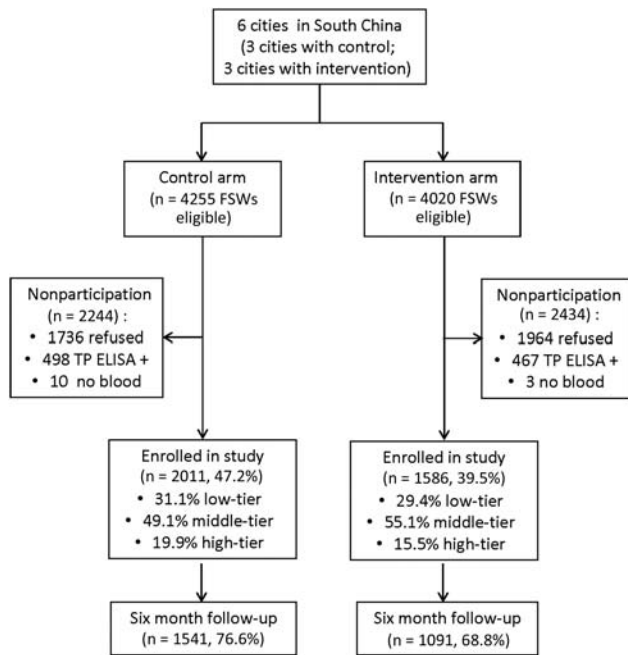 6 cities in South China
(3 cities with control;
3 cities with intervention)
Control arm
(n = 4255 FSWs
eligible)
Intervention arm
(n = 4020 FSWs
eligible)
Nonparticipation
(n = 2244) :
• 1736 refused
• 498 TP ELISA +
• 10 no blood
Nonparticipation
(n = 2434) :
• 1964 refused
• 467 TP ELISA +
• 3 no blood
Enrolled in study
(n = 2011, 47.2%)
• 31.1% low-tier
• 49.1% middle-tier
• 19.9% high-tier
Enrolled in study
(n = 1586, 39.5%)
• 29.4% low-tier
• 55.1% middle-tier
• 15.5% high-tier
Six month follow-up
(n = 1541, 76.6%)
Six month follow-up
(n = 1091, 68.8%)